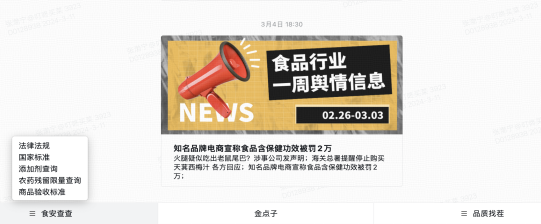 3月4日 18:30
食品行业
一周舆情信息
NEWS
02.26-03.03
知名品牌电商宣称食品含保健功效被罚2万
火腿疑似吃出老鼠尾巴？涉事公司发声明；海关总署提醒停止购买
天冀西梅汁 各方回应；知名品牌电商宣称食品含保健功效被罚2
万；
法律法规
国家标准
添加剂查询
农药残留限量查询
商品验收标准
食安查查
金点子
品质找茬